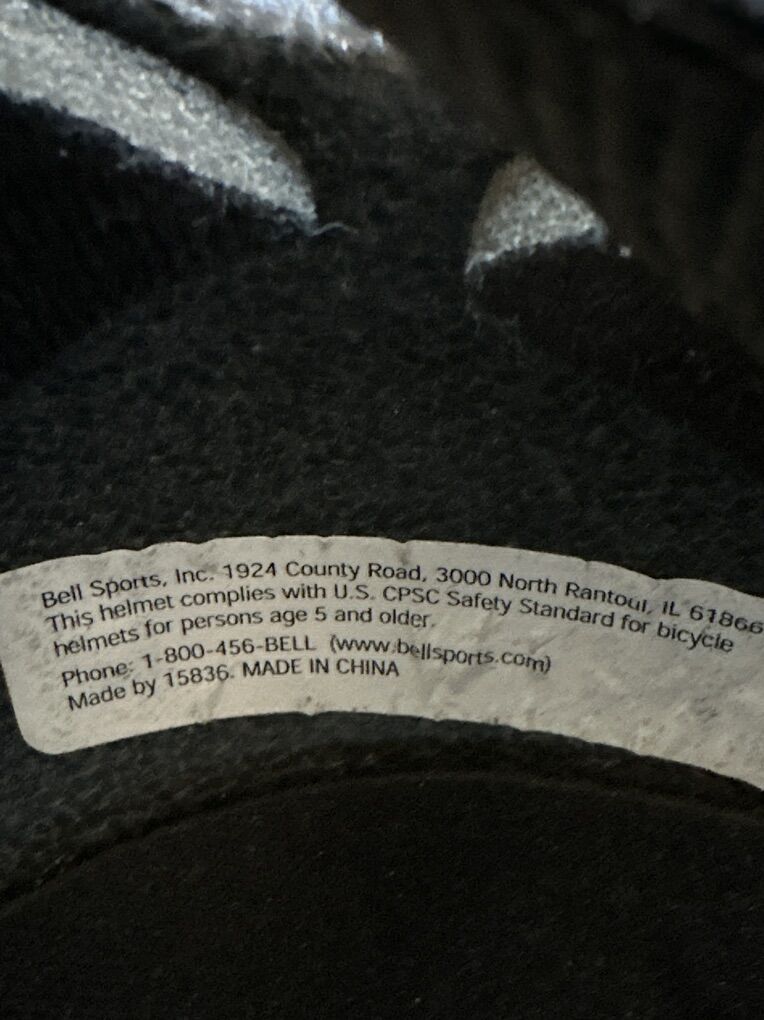 Bell Sports, Inc. 1924 County Road, 3000 North Rantoul, IL 61866
This helmet complies with U.S. CPSC Safety Standard for bicycle
helmets for persons age 5 and older.
Phone: 1-800-456-BELL (www.bellsports.com)
Made by 15836. MADE IN CHINA